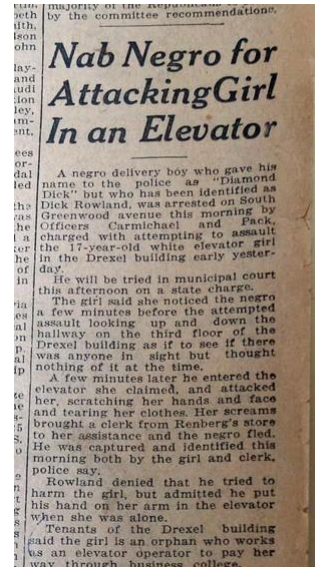 majority of the Republican
by the committee recommendation".
Nab Negro for
Attacking Girl
In an Elevator
A negro delivery boy who gave his
name to the police as "Diamond
Dick" but who has been identified as
Dick Rowland, was arrested on South
Greenwood avenue this morning by
Officers Carmichael and Pack,
charged with attempting to assault
the 17-year-old white elevator girl
in the Drexel building early yester-
day.
He will be tried in municipal court
this afternoon on a state charge.
The girl said she noticed the negro
a few minutes before the attempted
assault looking up and down the
hallway on the third floor of the
Drexel building as if to see if there
was anyone in sight but thought
nothing of it at the time.
A few minutes later he entered the
elevator she claimed, and attacked
her, scratching her hands and face
and tearing her clothes. Her screams
brought a clerk from Renberg's store
to her assistance and the negro fled.
He was captured and identified this
morning both by the girl and clerk,
police say.
Rowland denied that he tried to
harm the girl, but admitted he put
his hand on her arm in the elevator
when she was alone.
Tenants of the Drexel building
said the girl is an orphan who works
as an elevator operator to pay her
way through business college.